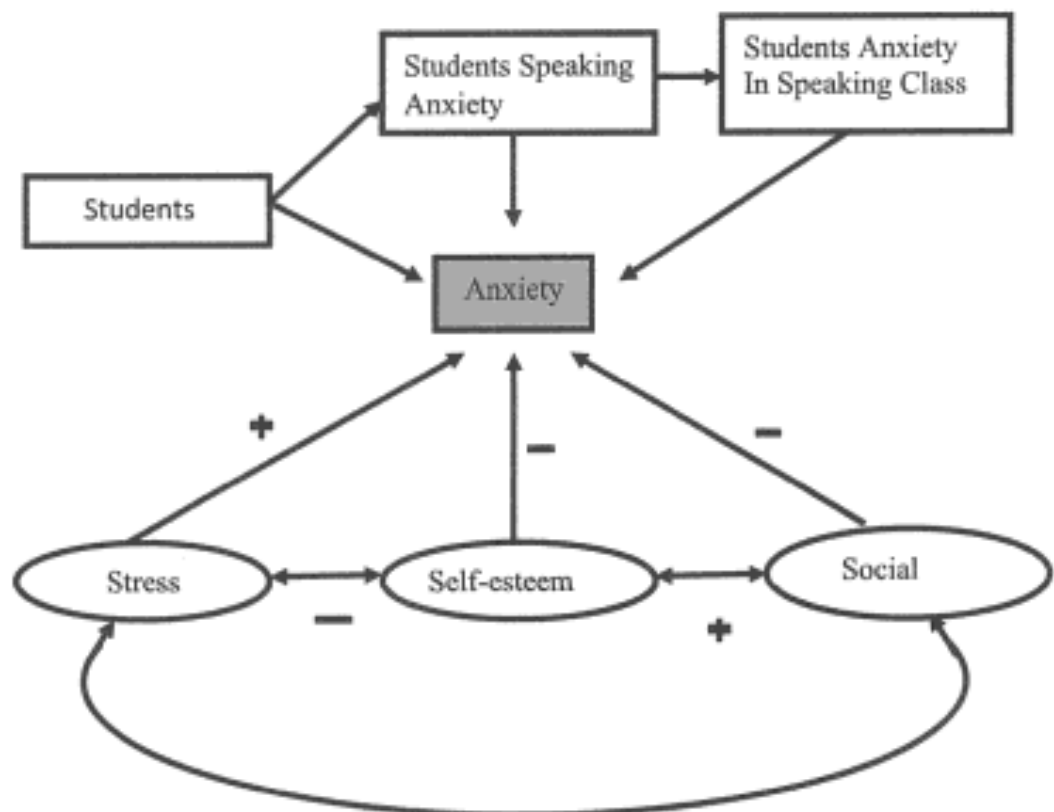 Students Speaking
Anxiety
Students Anxiety
In Speaking Class
Students
Anxiety
+
−
−
Stress
Self-esteem
Social
−
+